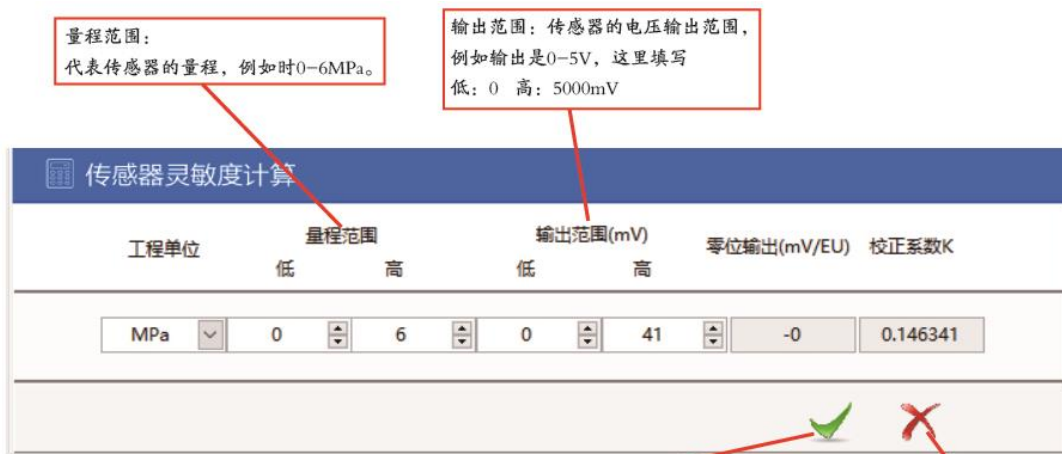 量程范围：
代表传感器的量程，例如时0-6MPa。
输出范围：传感器的电压输出范围，
例如输出是0-5V，这里填写
低：0 高：5000mV
传感器灵敏度计算
工程单位 量程范围 输出范围(mV) 零位输出(mV/EU) 校正系数K
低 高 低 高
MPa 0 6 0 41 -0 0.146341